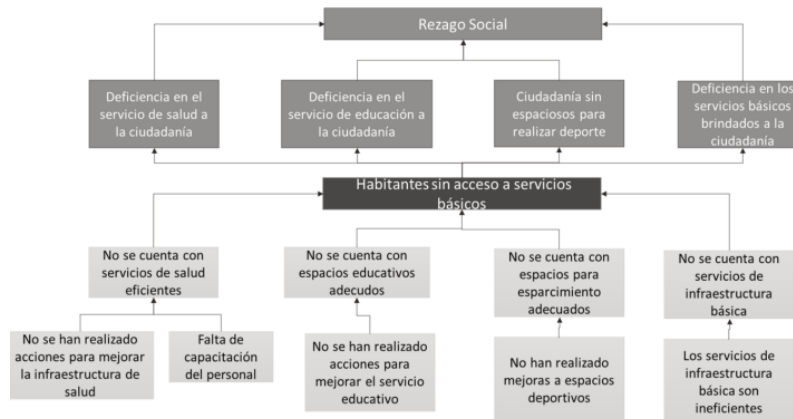 Rezago Social
Deficiencia en el
servicio de salud a
la ciudadanía
Deficiencia en el
servicio de educación a
la ciudadanía
Ciudadanía sin
espaciosos para
realizar deporte
Deficiencia en los
servicios básicos
brindados a la
ciudadanía
Habitantes sin acceso a servicios
básicos
No se cuenta con
servicios de salud
eficientes
No se cuenta con
espacios educativos
adecudos
No se cuenta con
espacios para
esparcimiento
adecuados
No se cuenta con
servicios de
infraestructura
básica
No se han realizado
acciones para mejorar
la infraestructura de
salud
Falta de
capacitación
del personal
No se han realizado
acciones para
mejorar el servicio
educativo
No han realizado
mejoras a espacios
deportivos
Los servicios de
infraestructura
básica son
ineficientes